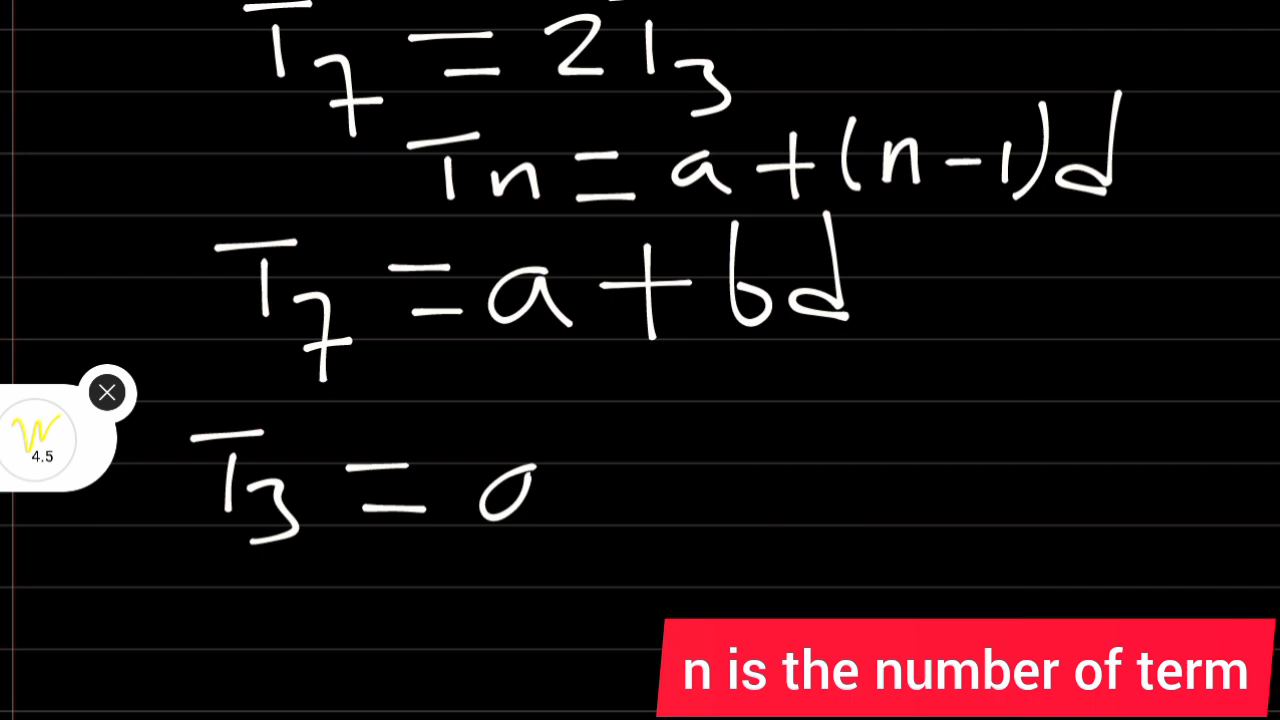 T7 = 2T3
Tn = a + (n-1)d
T7 = a + 6d
4.5
T3 = a
n is the number of term